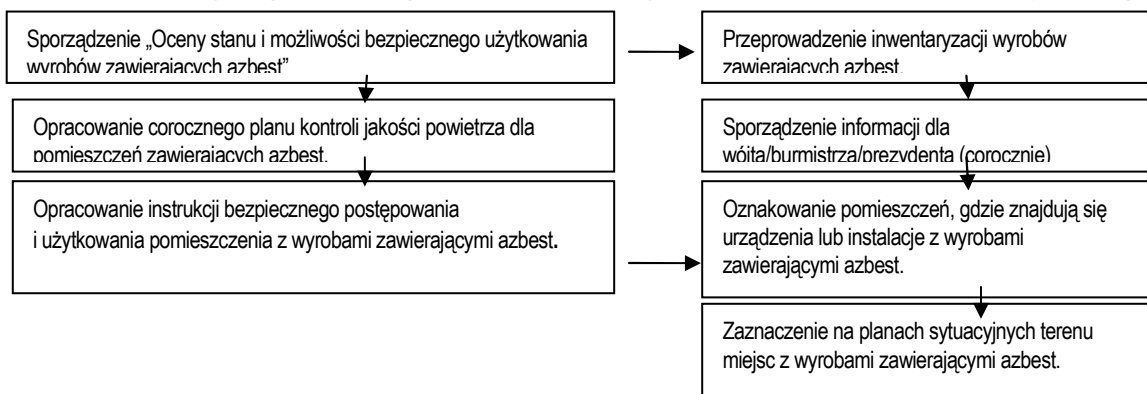 Sporządzenie „Oceny stanu i możliwości bezpiecznego użytkowania
wyrobów zawierających azbest”
Przeprowadzenie inwentaryzacji wyrobów
zawierających azbest.
Opracowanie corocznego planu kontroli jakości powietrza dla
pomieszczeń zawierających azbest.
Sporządzenie informacji dla
wójta/burmistrza/prezydenta (corocznie)
Opracowanie instrukcji bezpiecznego postępowania
i użytkowania pomieszczenia z wyrobami zawierającymi azbest.
Oznakowanie pomieszczeń, gdzie znajdują się
urządzenia lub instalacje z wyrobami
zawierającymi azbest.
Zaznaczenie na planach sytuacyjnych terenu
miejsc z wyrobami zawierającymi azbest.